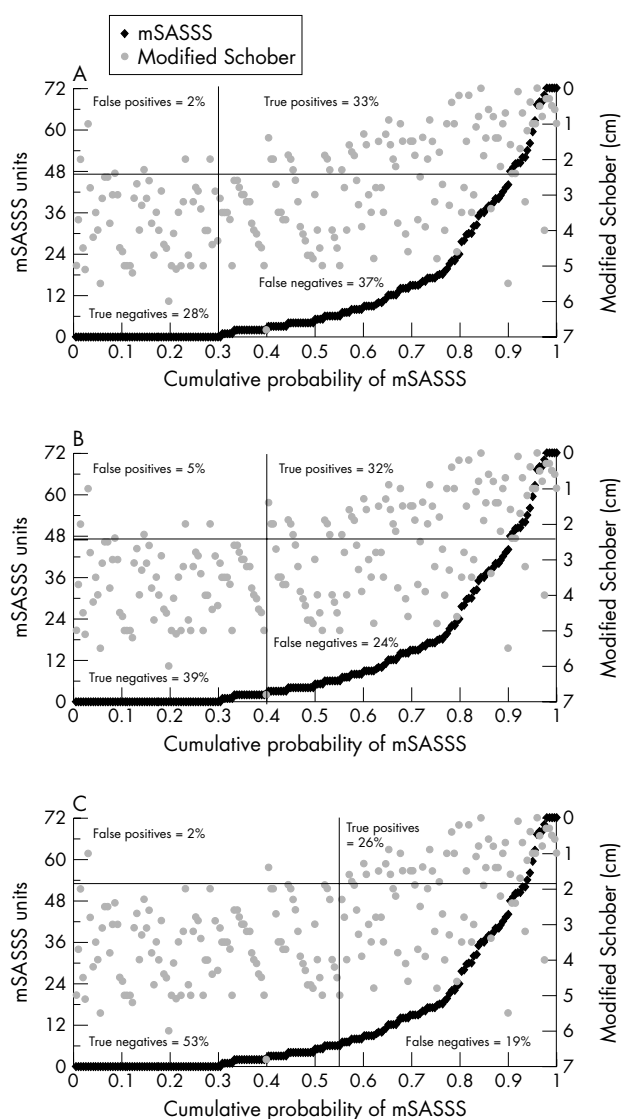 mSASSS
Modified Schober
A
False positives = 2%
True positives = 33%
False negatives = 37%
True negatives = 28%
72
60
48
36
24
12
0
mSASSS units
0
1
2
3
4
5
6
7
Modified Schober (cm)
0 0.1 0.2 0.3 0.4 0.5 0.6 0.7 0.8 0.9 1
Cumulative probability of mSASSS
B
False positives = 5%
True positives = 32%
False negatives = 24%
True negatives = 39%
72
60
48
36
24
12
0
mSASSS units
0
1
2
3
4
5
6
7
Modified Schober (cm)
0 0.1 0.2 0.3 0.4 0.5 0.6 0.7 0.8 0.9 1
Cumulative probability of mSASSS
C
False positives = 2%
True positives
= 26%
True negatives = 53%
False negatives = 19%
72
60
48
36
24
12
0
mSASSS units
0
1
2
3
4
5
6
7
Modified Schober (cm)
0 0.1 0.2 0.3 0.4 0.5 0.6 0.7 0.8 0.9 1
Cumulative probability of mSASSS